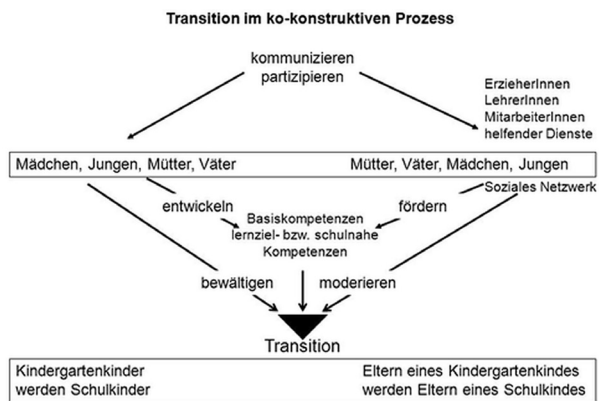 Transition im ko-konstruktiven Prozess
kommunizieren
partizipieren
ErzieherInnen
LehrerInnen
MitarbeiterInnen
helfender Dienste
Mädchen, Jungen, Mütter, Väter
Mütter, Väter, Mädchen, Jungen
Soziales Netzwerk
entwickeln
fördern
Basiskompetenzen
lernziel- bzw. schulnahe
Kompetenzen
bewältigen
moderieren
Transition
Kindergartenkinder
werden Schulkinder
Eltern eines Kindergartenkindes
werden Eltern eines Schulkindes